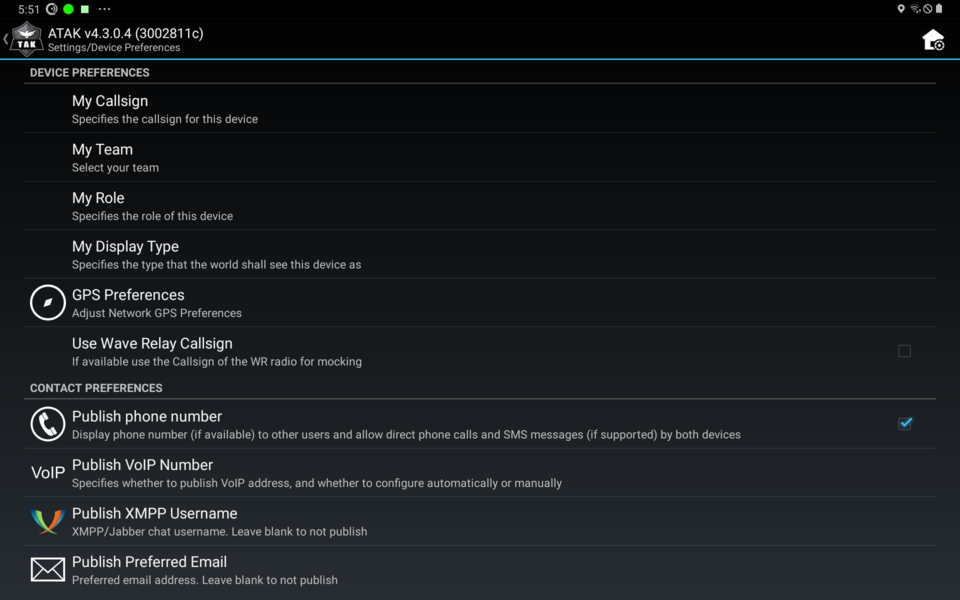 5:51
ATAK v4.3.0.4 (3002811c)
TAK
Settings/Device Preferences
DEVICE PREFERENCES
My Callsign
Specifies the callsign for this device
My Team
Select your team
My Role
Specifies the role of this device
My Display Type
Specifies the type that the world shall see this device as
GPS Preferences
Adjust Network GPS Preferences
Use Wave Relay Callsign
If available use the Callsign of the WR radio for mocking
CONTACT PREFERENCES
Publish phone number
Display phone number (if available) to other users and allow direct phone calls and SMS messages (if supported) by both devices
VoIP
Publish VoIP Number
Specifies whether to publish VoIP address, and whether to configure automatically or manually
Publish XMPP Username
XMPP/Jabber chat username. Leave blank to not publish
Publish Preferred Email
Preferred email address. Leave blank to not publish